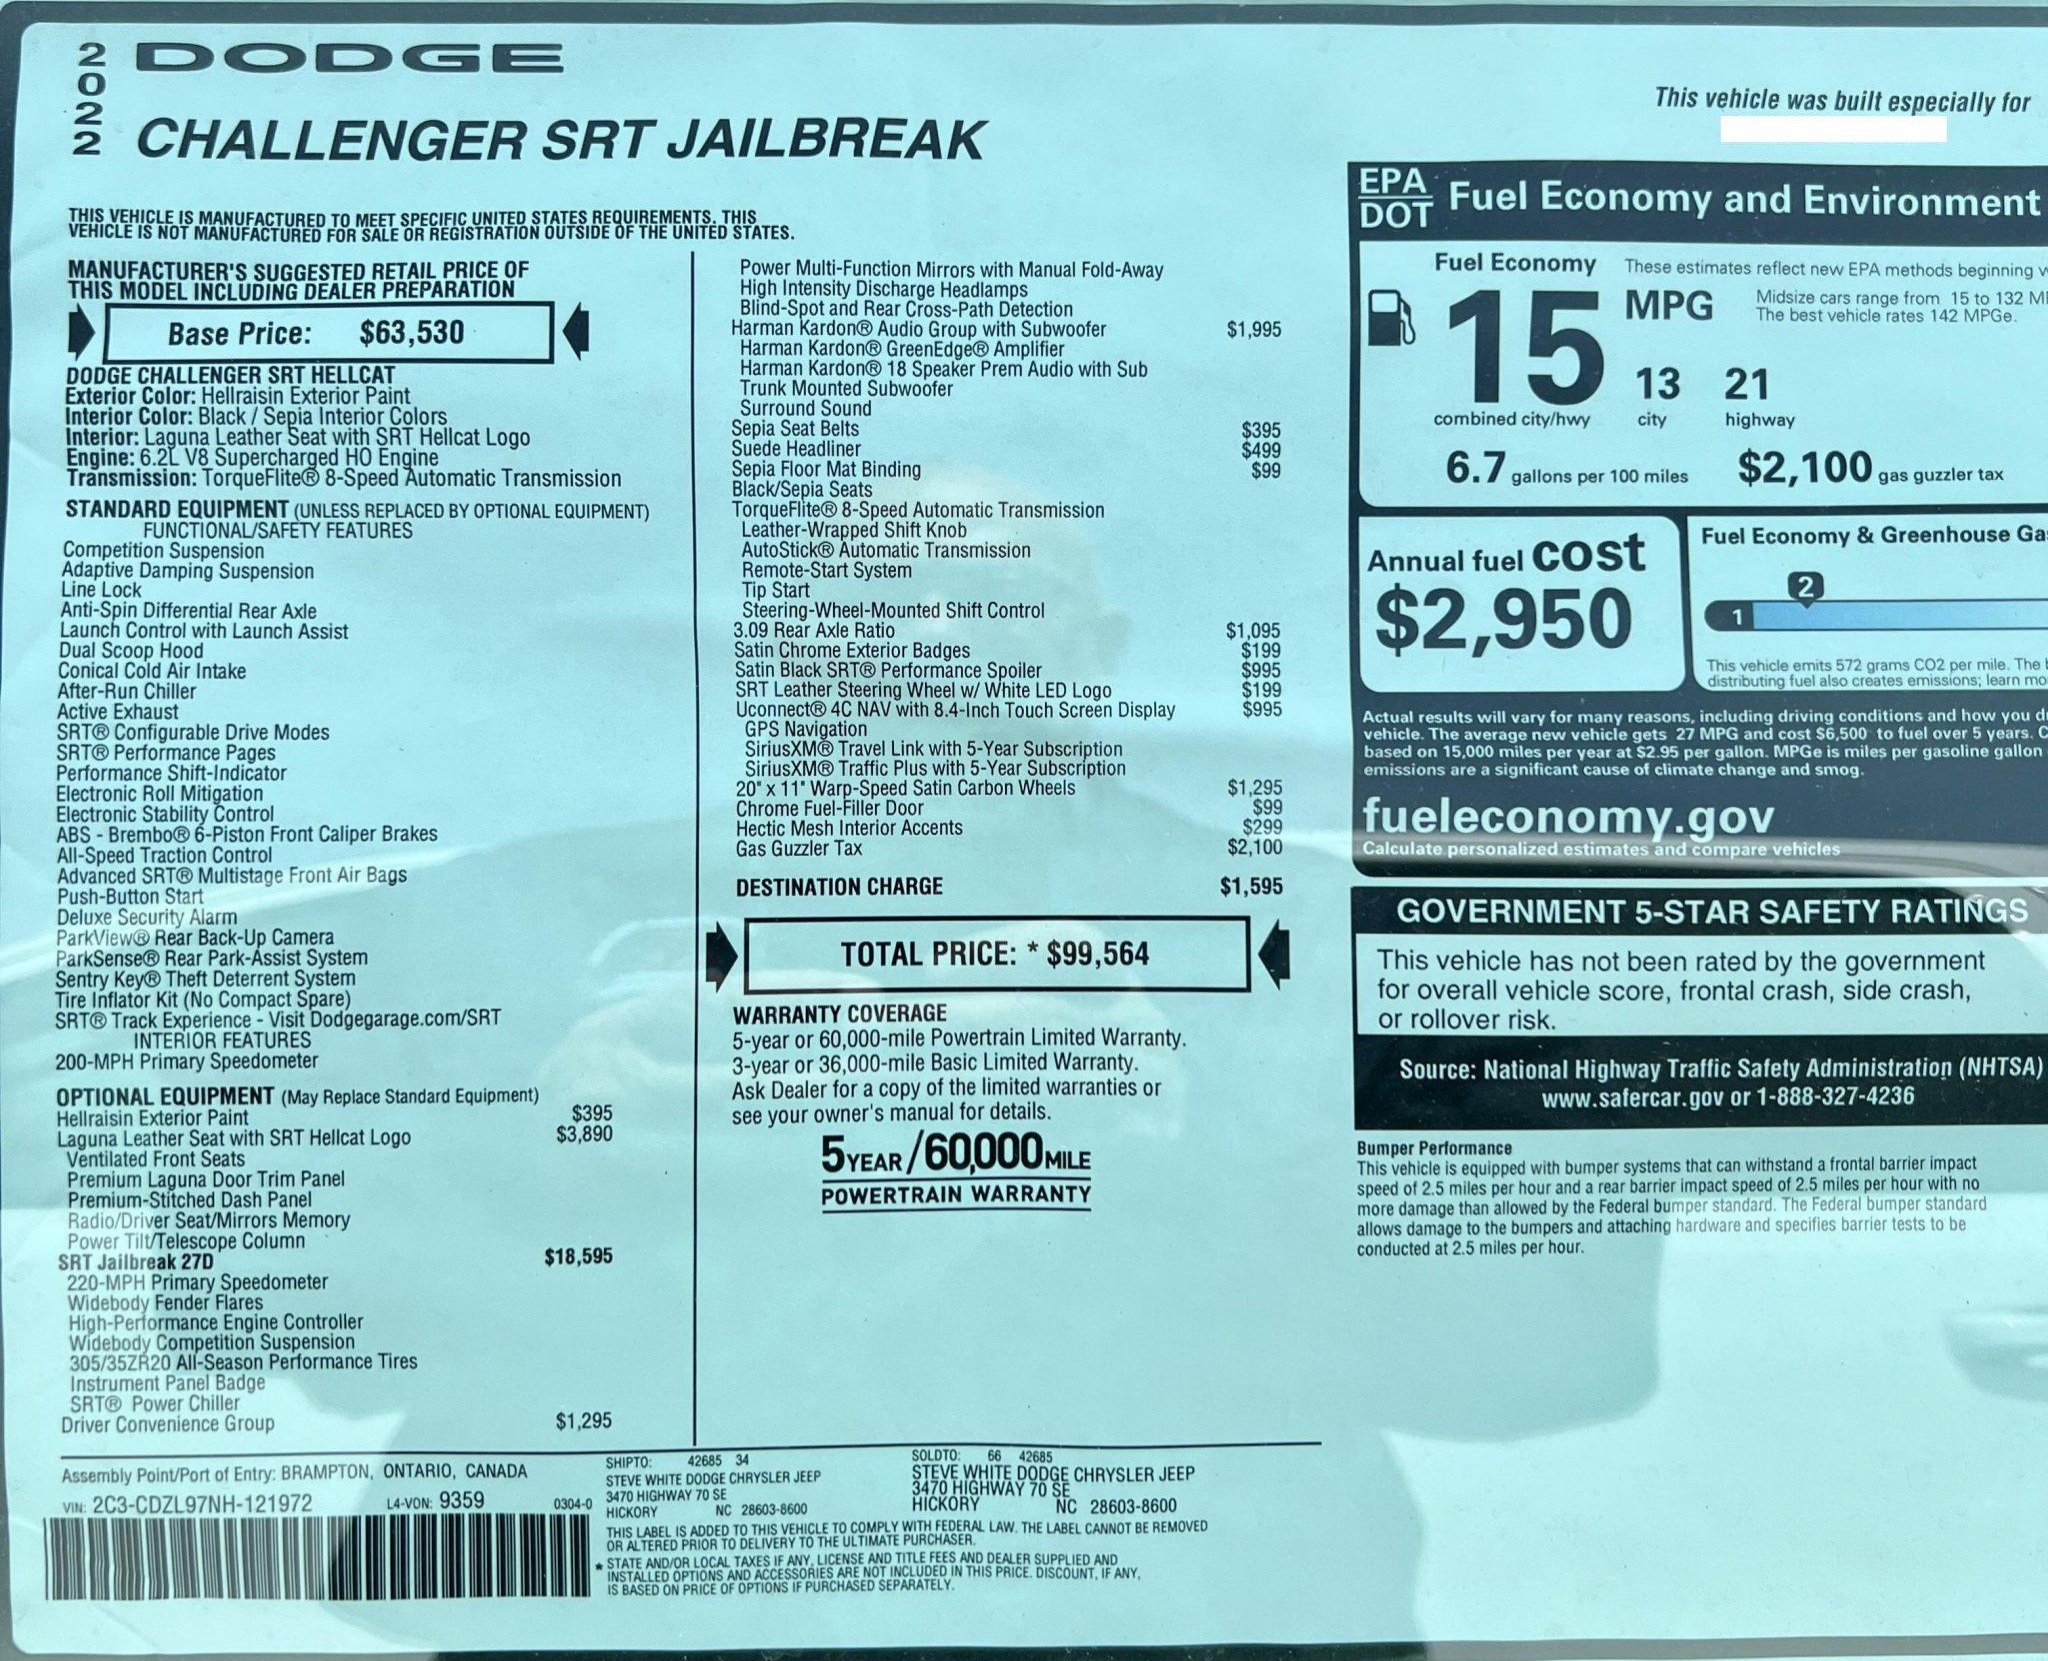 2022 DODGE
CHALLENGER SRT JAILBREAK
THIS VEHICLE IS MANUFACTURED TO MEET SPECIFIC UNITED STATES REQUIREMENTS. THIS
VEHICLE IS NOT MANUFACTURED FOR SALE OR REGISTRATION OUTSIDE OF THE UNITED STATES.
MANUFACTURER'S SUGGESTED RETAIL PRICE OF
THIS MODEL INCLUDING DEALER PREPARATION
Base Price: $63,530
DODGE CHALLENGER SRT HELLCAT
Exterior Color: Hellraisin Exterior Paint
Interior Color: Black / Sepia Interior Colors
Interior: Laguna Leather Seat with SRT Hellcat Logo
Engine: 6.2L V8 Supercharged HO Engine
Transmission: TorqueFlite® 8-Speed Automatic Transmission
STANDARD EQUIPMENT (UNLESS REPLACED BY OPTIONAL EQUIPMENT)
FUNCTIONAL/SAFETY FEATURES
Competition Suspension
Adaptive Damping Suspension
Line Lock
Anti-Spin Differential Rear Axle
Launch Control with Launch Assist
Dual Scoop Hood
Conical Cold Air Intake
After-Run Chiller
Active Exhaust
SRT® Configurable Drive Modes
SRT® Performance Pages
Performance Shift-Indicator
Electronic Roll Mitigation
Electronic Stability Control
ABS - Brembo® 6-Piston Front Caliper Brakes
All-Speed Traction Control
Advanced SRT® Multistage Front Air Bags
Push-Button Start
Deluxe Security Alarm
ParkView® Rear Back-Up Camera
ParkSense® Rear Park-Assist System
Sentry Key® Theft Deterrent System
Tire Inflator Kit (No Compact Spare)
SRT® Track Experience - Visit Dodgegarage.com/SRT
INTERIOR FEATURES
200-MPH Primary Speedometer
OPTIONAL EQUIPMENT (May Replace Standard Equipment)
Hellraisin Exterior Paint $395
Laguna Leather Seat with SRT Hellcat Logo $3,890
Ventilated Front Seats
Premium Laguna Door Trim Panel
Premium-Stitched Dash Panel
Radio/Driver Seat/Mirrors Memory
Power Tilt/Telescope Column
SRT Jailbreak 27D $18,595
220-MPH Primary Speedometer
Widebody Fender Flares
High-Performance Engine Controller
Widebody Competition Suspension
305/35ZR20 All-Season Performance Tires
Instrument Panel Badge
SRT® Power Chiller
Driver Convenience Group $1,295
Power Multi-Function Mirrors with Manual Fold-Away
High Intensity Discharge Headlamps
Blind-Spot and Rear Cross-Path Detection
Harman Kardon® Audio Group with Subwoofer $1,995
Harman Kardon® GreenEdge® Amplifier
Harman Kardon® 18 Speaker Prem Audio with Sub
Trunk Mounted Subwoofer
Surround Sound
Sepia Seat Belts $395
Suede Headliner $499
Sepia Floor Mat Binding $99
Black/Sepia Seats
TorqueFlite® 8-Speed Automatic Transmission
Leather-Wrapped Shift Knob
AutoStick® Automatic Transmission
Remote-Start System
Tip Start
Steering-Wheel-Mounted Shift Control
3.09 Rear Axle Ratio $1,095
Satin Chrome Exterior Badges $199
Satin Black SRT® Performance Spoiler $995
SRT Leather Steering Wheel w/ White LED Logo $199
Uconnect® 4C NAV with 8.4-Inch Touch Screen Display $995
GPS Navigation
SiriusXM® Travel Link with 5-Year Subscription
SiriusXM® Traffic Plus with 5-Year Subscription
20" x 11" Warp-Speed Satin Carbon Wheels $1,295
Chrome Fuel-Filler Door $99
Hectic Mesh Interior Accents $299
Gas Guzzler Tax $2,100
DESTINATION CHARGE $1,595
TOTAL PRICE: * $99,564
WARRANTY COVERAGE
5-year or 60,000-mile Powertrain Limited Warranty.
3-year or 36,000-mile Basic Limited Warranty.
Ask Dealer for a copy of the limited warranties or
see your owner's manual for details.
5 YEAR / 60,000 MILE
POWERTRAIN WARRANTY
Assembly Point/Port of Entry: BRAMPTON, ONTARIO, CANADA
VIN: 2C3-CDZL97NH-121972 L4-VON: 9359 0304-0
SHIPTO: 42685 34
STEVE WHITE DODGE CHRYSLER JEEP
3470 HIGHWAY 70 SE
HICKORY NC 28603-8600
SOLDTO: 66 42685
STEVE WHITE DODGE CHRYSLER JEEP
3470 HIGHWAY 70 SE
HICKORY NC 28603-8600
THIS LABEL IS ADDED TO THIS VEHICLE TO COMPLY WITH FEDERAL LAW. THE LABEL CANNOT BE REMOVED
OR ALTERED PRIOR TO DELIVERY TO THE ULTIMATE PURCHASER.
* STATE AND/OR LOCAL TAXES IF ANY, LICENSE AND TITLE FEES AND DEALER SUPPLIED AND
INSTALLED OPTIONS AND ACCESSORIES ARE NOT INCLUDED IN THIS PRICE. DISCOUNT, IF ANY,
IS BASED ON PRICE OF OPTIONS IF PURCHASED SEPARATELY.
This vehicle was built especially for
EPA DOT Fuel Economy and Environment
Fuel Economy
These estimates reflect new EPA methods beginning
15 MPG
Midsize cars range from 15 to 132
The best vehicle rates 142 MPGe.
13 21
combined city/hwy city highway
6.7 gallons per 100 miles $2,100 gas guzzler tax
Annual fuel cost
$2,950
Fuel Economy & Greenhouse
2
1
This vehicle emits 572 grams CO2 per mile. The
distributing fuel also creates emissions; learn
Actual results will vary for many reasons, including driving conditions and how you
vehicle. The average new vehicle gets 27 MPG and cost $6,500 to fuel over 5 years.
based on 15,000 miles per year at $2.95 per gallon. MPGe is miles per gasoline gallon
emissions are a significant cause of climate change and smog.
fueleconomy.gov
Calculate personalized estimates and compare vehicles
GOVERNMENT 5-STAR SAFETY RATINGS
This vehicle has not been rated by the government
for overall vehicle score, frontal crash, side crash,
or rollover risk.
Source: National Highway Traffic Safety Administration (NHTSA)
www.safercar.gov or 1-888-327-4236
Bumper Performance
This vehicle is equipped with bumper systems that can withstand a frontal barrier impact
speed of 2.5 miles per hour and a rear barrier impact speed of 2.5 miles per hour with no
more damage than allowed by the Federal bumper standard. The Federal bumper standard
allows damage to the bumpers and attaching hardware and specifies barrier tests to be
conducted at 2.5 miles per hour.